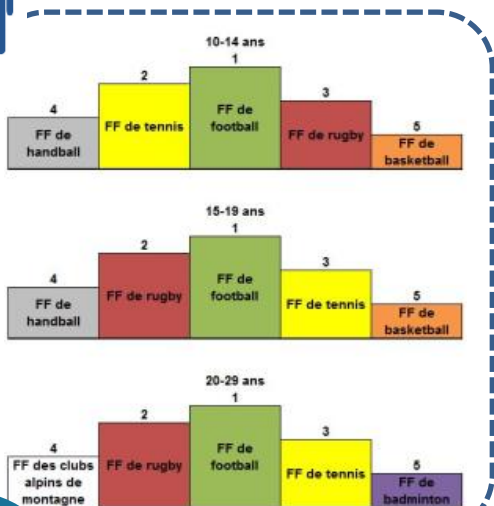 10-14 ans
1
2
3
4
5
FF de
handball
FF de tennis
FF de
football
FF de rugby
FF de
basketball
15-19 ans
1
2
3
4
5
FF de
handball
FF de rugby
FF de
football
FF de tennis
FF de
basketball
20-29 ans
1
2
3
4
5
FF des clubs
alpins de
montagne
FF de rugby
FF de
football
FF de tennis
FF de
badminton